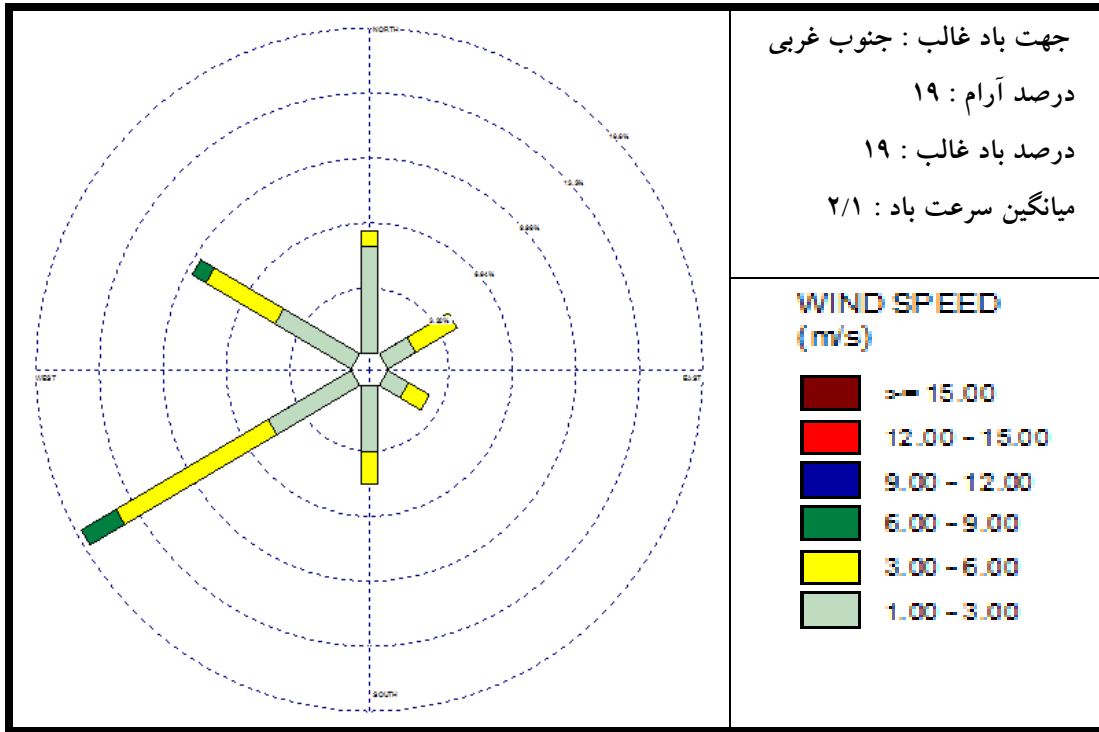 جهت باد غالب : جنوب غربی
درصد آرام : ۱۹
درصد باد غالب : ۱۹
میانگین سرعت باد : ۲/۱
WIND SPEED
(m/s)
>= 15.00
12.00 - 15.00
9.00 - 12.00
6.00 - 9.00
3.00 - 6.00
1.00 - 3.00
NORTH
WEST
EAST
SOUTH